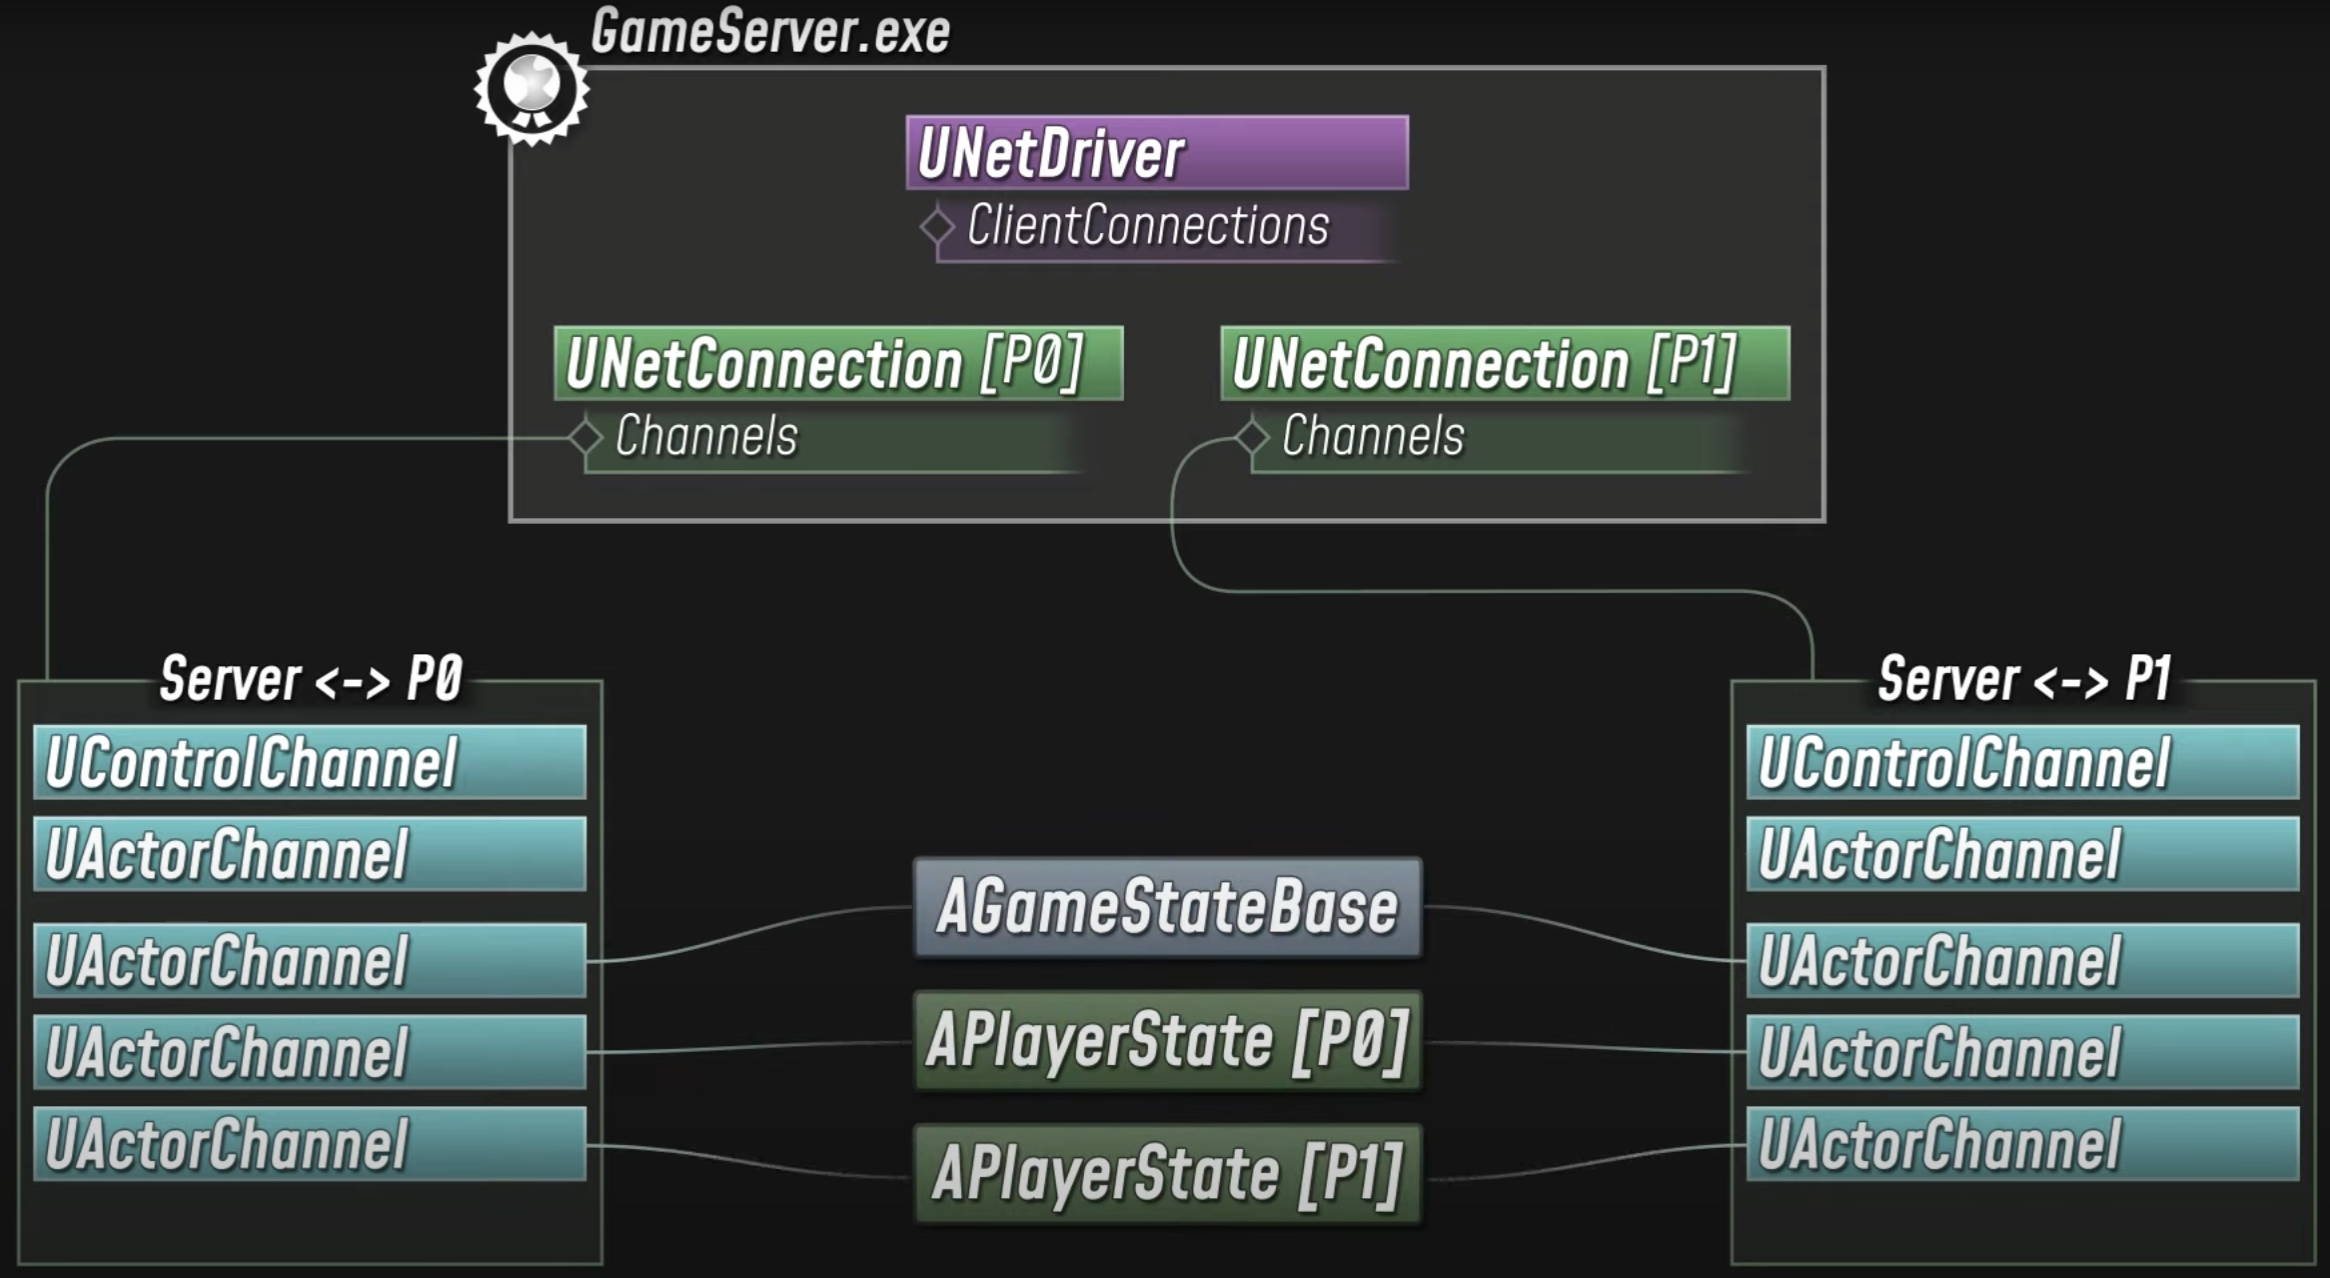 GameServer.exe
UNetDriver
ClientConnections
UNetConnection [P0]
Channels
UNetConnection [P1]
Channels
Server <-> P0
UControlChannel
UActorChannel
UActorChannel
UActorChannel
UActorChannel
AGameStateBase
APlayerState [P0]
APlayerState [P1]
Server <-> P1
UControlChannel
UActorChannel
UActorChannel
UActorChannel
UActorChannel